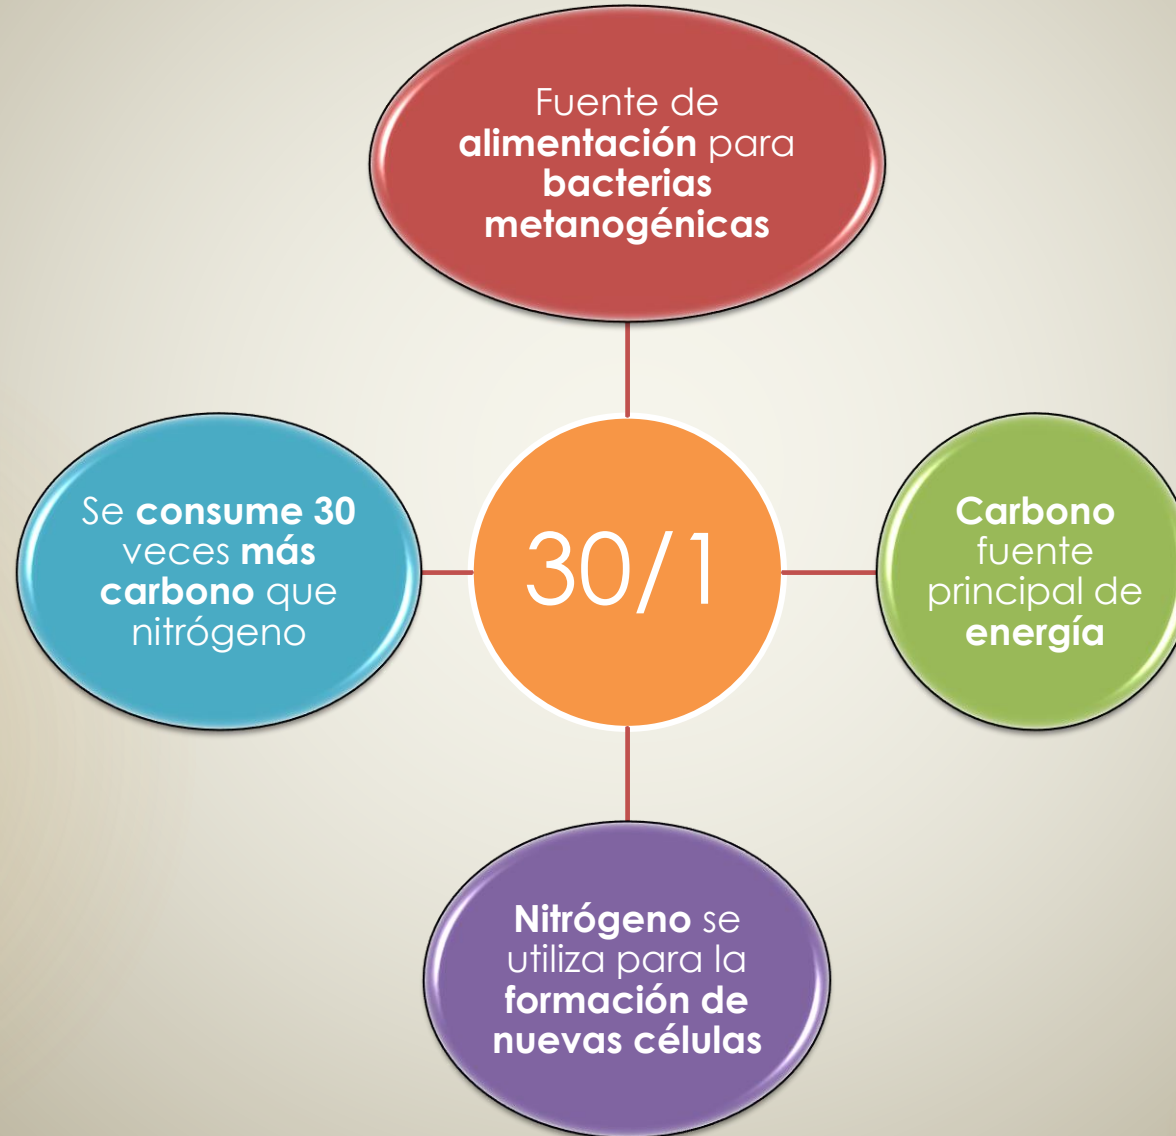 Fuente de
alimentación para
bacterias
metanogénicas
Se consume 30
veces más
carbono que
nitrógeno
30/1
Carbono
fuente
principal de
energía
Nitrógeno se
utiliza para la
formación de
nuevas células